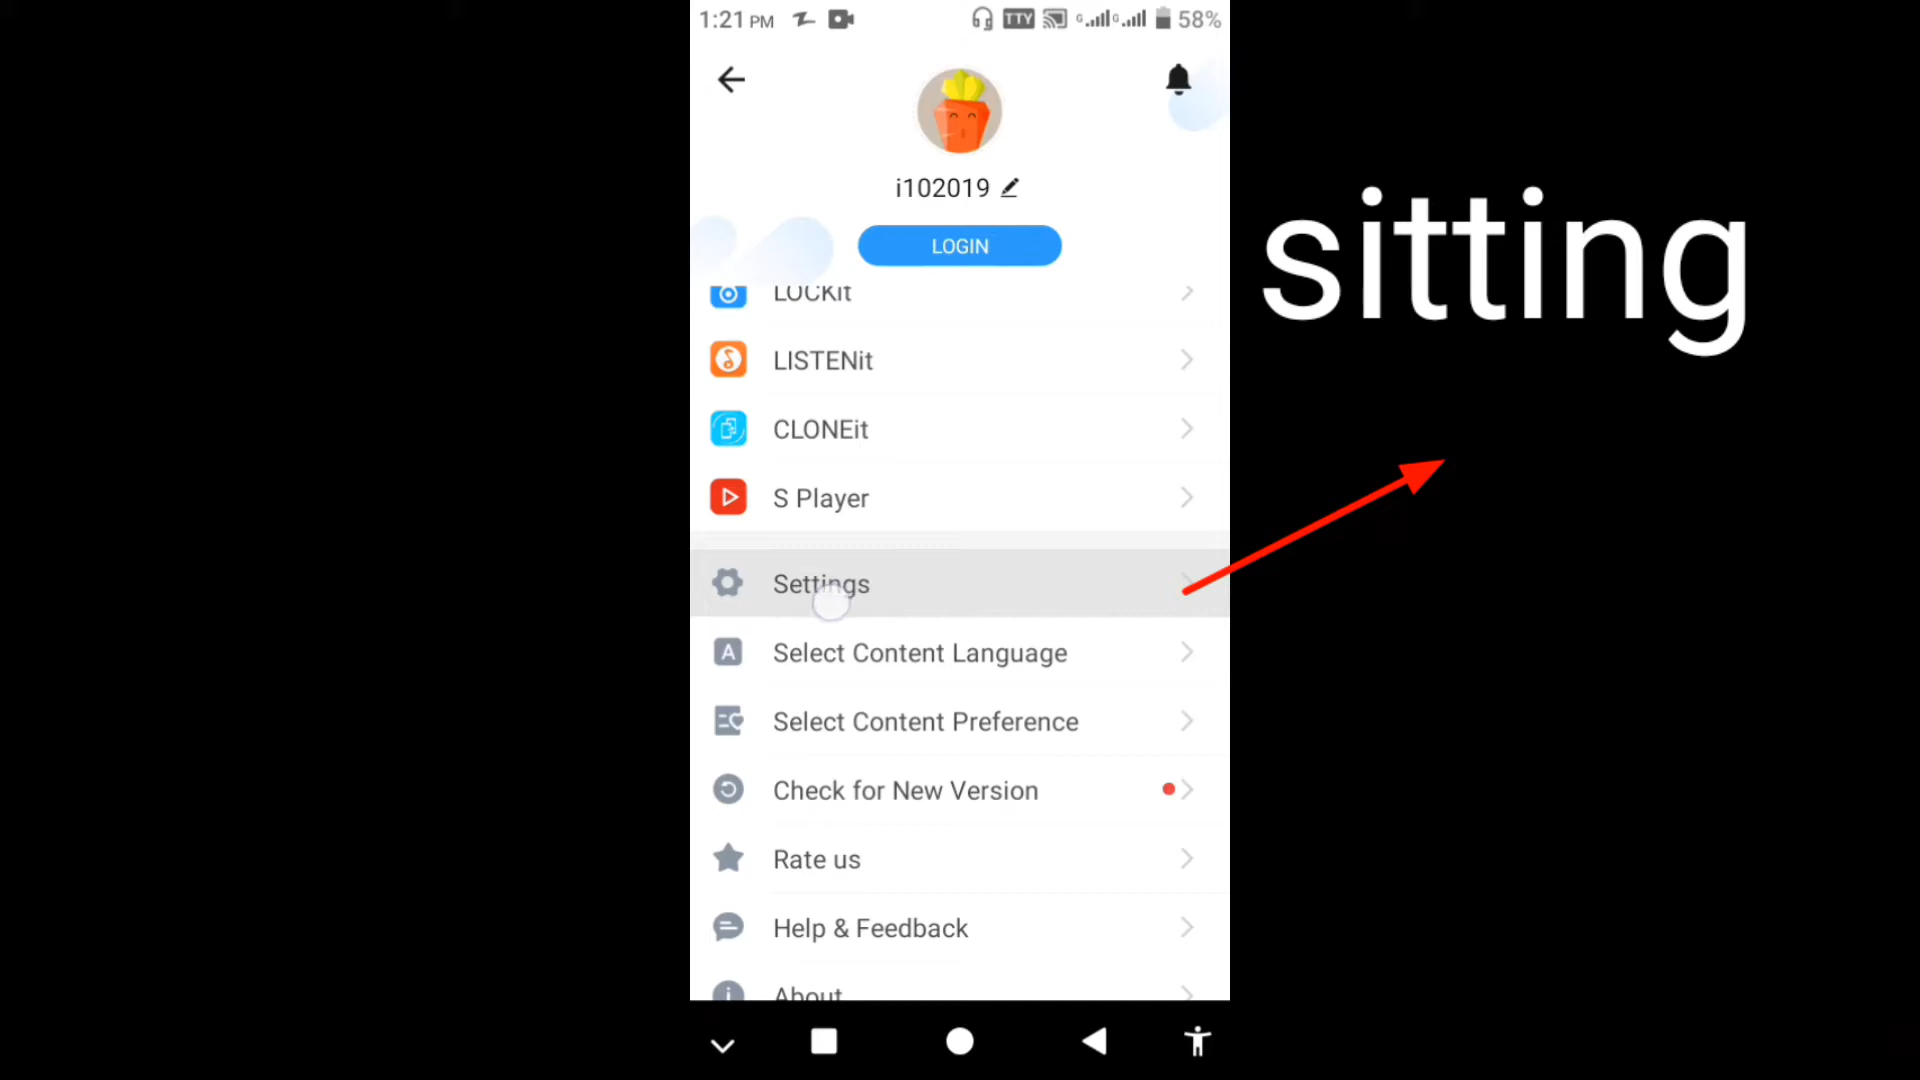 1:21 PM
TTY
G
G
58%
i102019
LOGIN
LOCKit
LISTENit
CLONEit
S Player
Settings
A Select Content Language
Select Content Preference
Check for New Version
Rate us
Help & Feedback
About
sitting